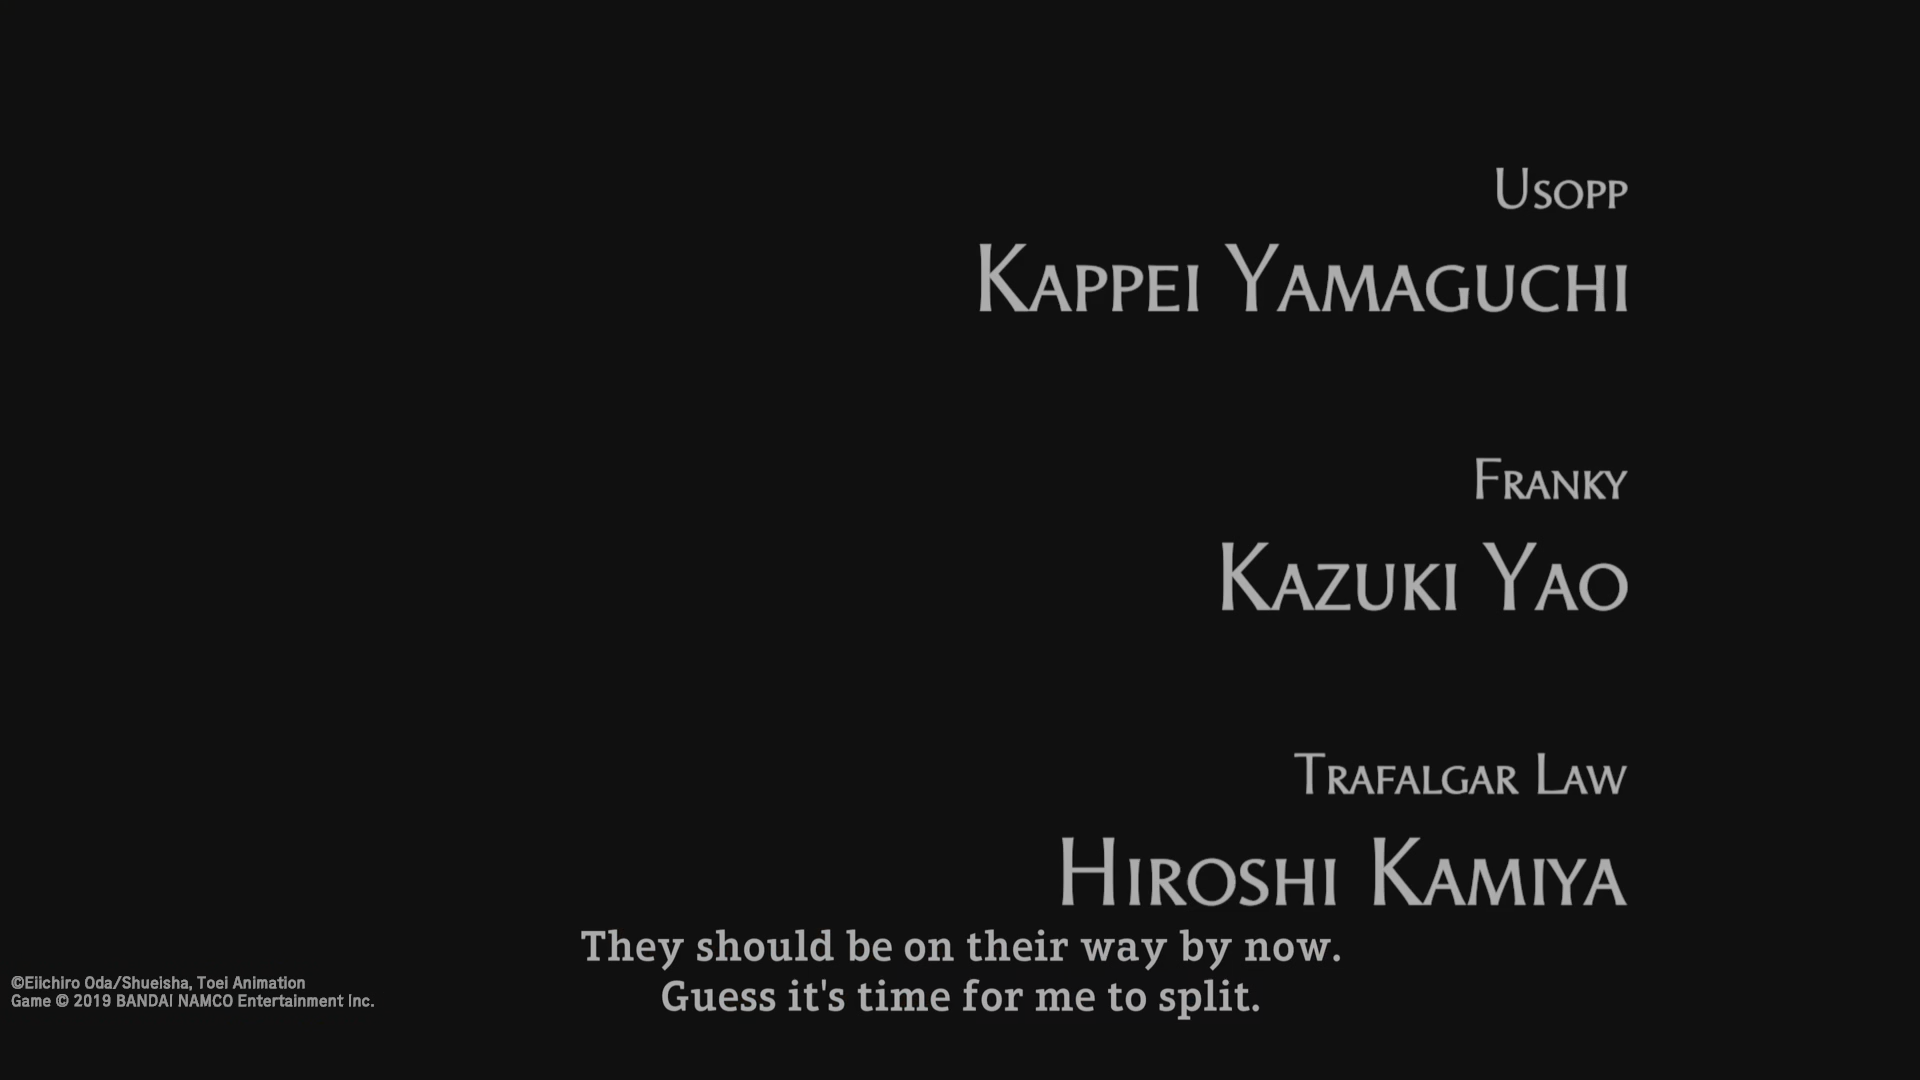 Usopp
Kappei Yamaguchi
Franky
Kazuki Yao
Trafalgar Law
Hiroshi Kamiya
They should be on their way by now.
Guess it's time for me to split.
©Eiichiro Oda/Shueisha, Toei Animation
Game © 2019 BANDAI NAMCO Entertainment Inc.